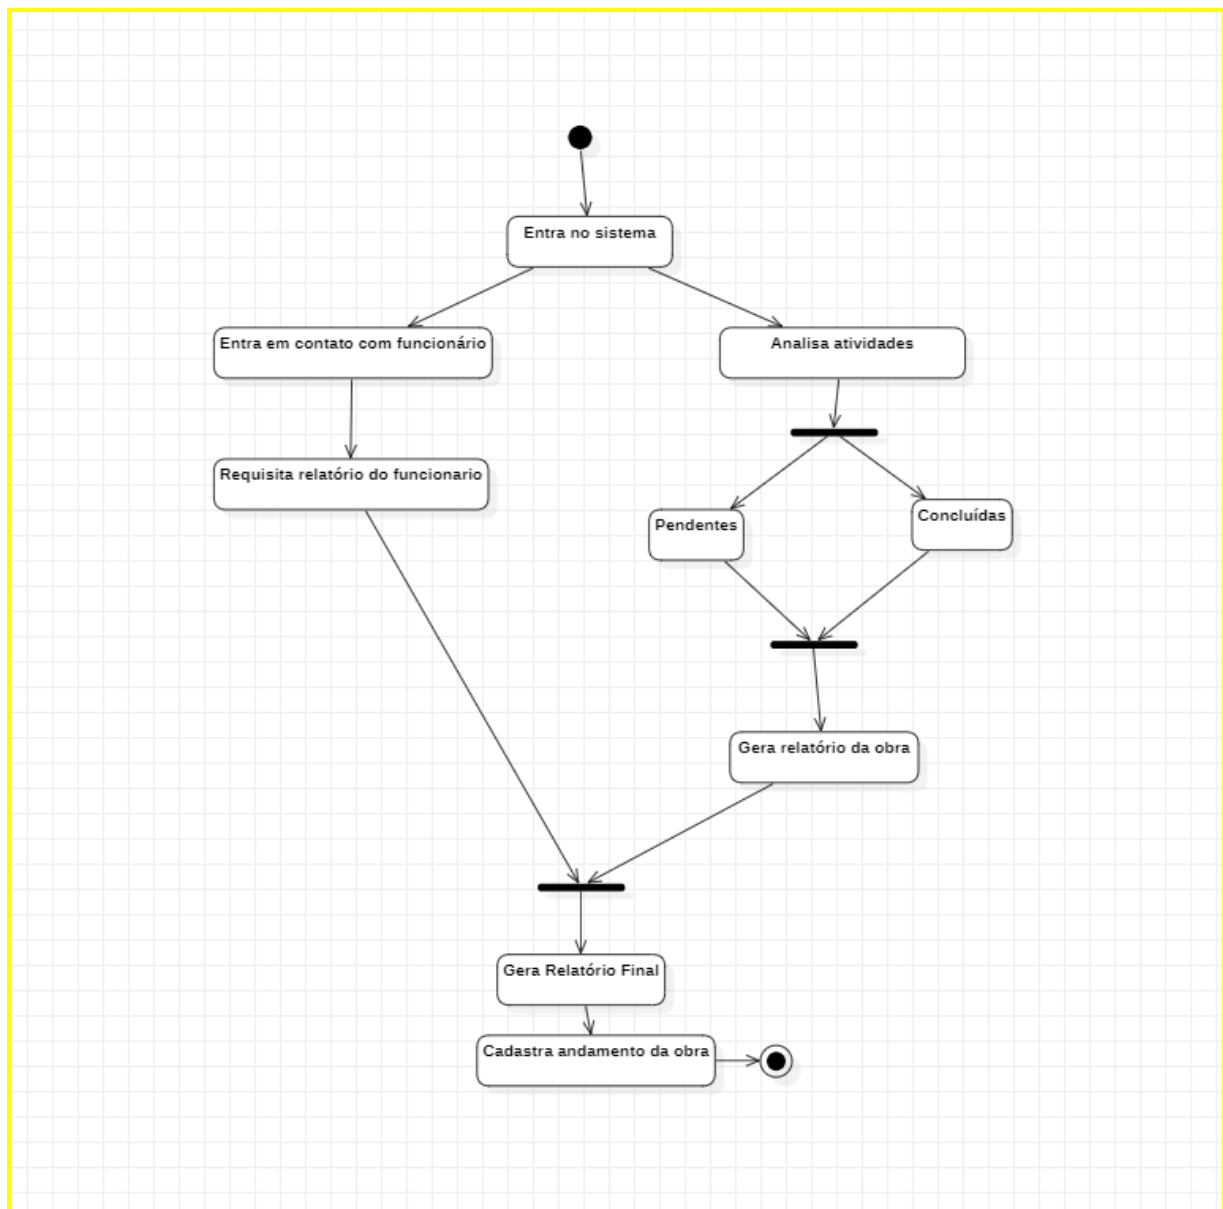 Entra no sistema
Entra em contato com funcionário
Analisa atividades
Requisita relatório do funcionario
Pendentes
Concluídas
Gera relatório da obra
Gera Relatório Final
Cadastra andamento da obra